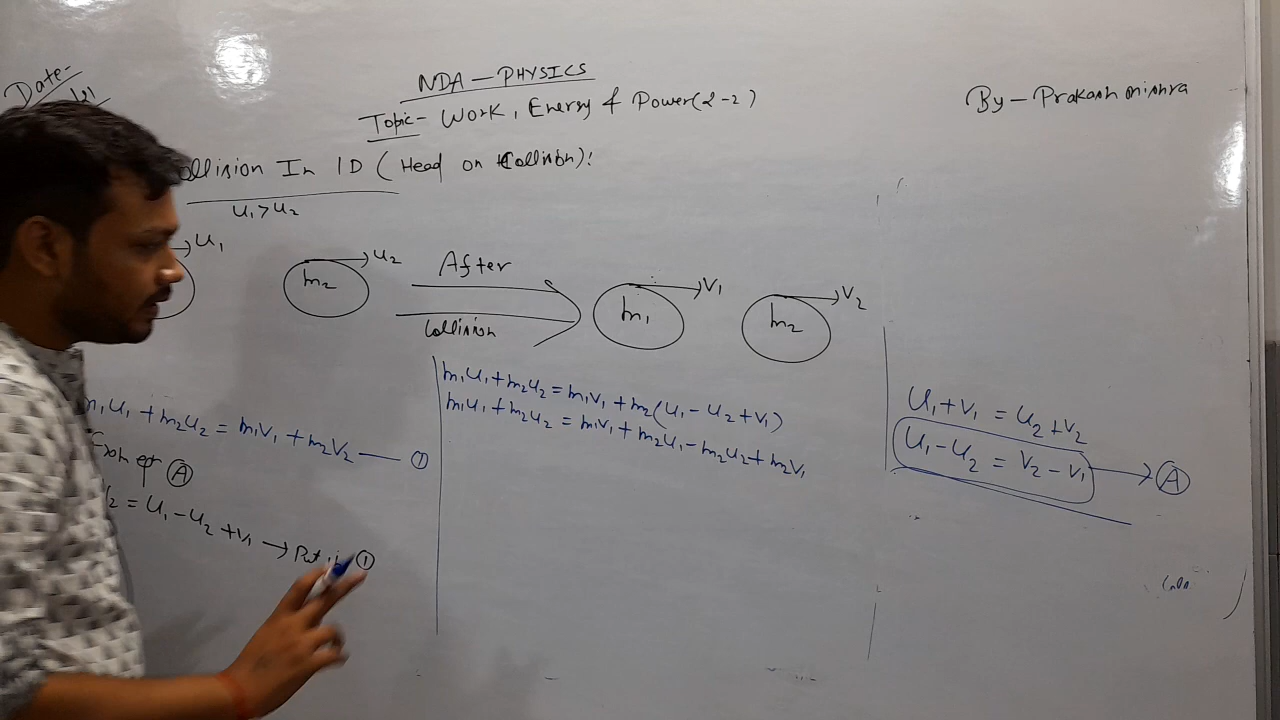 Date-
NDA - PHYSICS
Topic- Work, Energy & Power(2-2)
By - Prakash mishra
ollision In 1D (Head on Collision):
u₁ > u₂
u₁
m₂
u₂
After
Collision
m₁
v₁
m₂
v₂
m₁u₁ + m₂u₂ = m₁v₁ + m₂v₂ — ①
From eqⁿ Ⓐ
v₂ = u₁ - u₂ + v₁ → Put in ①
m₁u₁ + m₂u₂ = m₁v₁ + m₂(u₁ - u₂ + v₁)
m₁u₁ + m₂u₂ = m₁v₁ + m₂u₁ - m₂u₂ + m₂v₁
u₁ + v₁ = u₂ + v₂
u₁ - u₂ = v₂ - v₁ → Ⓐ